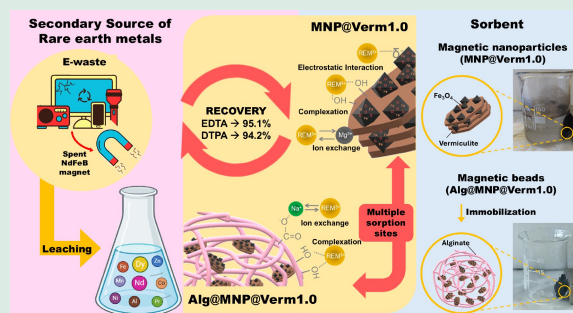 Secondary Source of
Rare earth metals
E-waste
Spent
NdFeB
magnet
Leaching
Fe
Dy
Zn
Mn
Nd
Co
Ni
Al
Pr
RECOVERY
EDTA → 95.1%
DTPA → 94.2%
MNP@Verm1.0
REM³⁺
Electrostatic Interaction
REM³⁺
OH
OH
Complexation
REM³⁺
Mg²⁺
Ion exchange
Na⁺
REM³⁺
Ion exchange
Complexation
REM³⁺
Multiple
sorption
sites
Alg@MNP@Verm1.0
Sorbent
Magnetic nanoparticles
(MNP@Verm1.0)
Fe₃O₄
Vermiculite
Magnetic beads
(Alg@MNP@Verm1.0)
Immobilization
Alginate